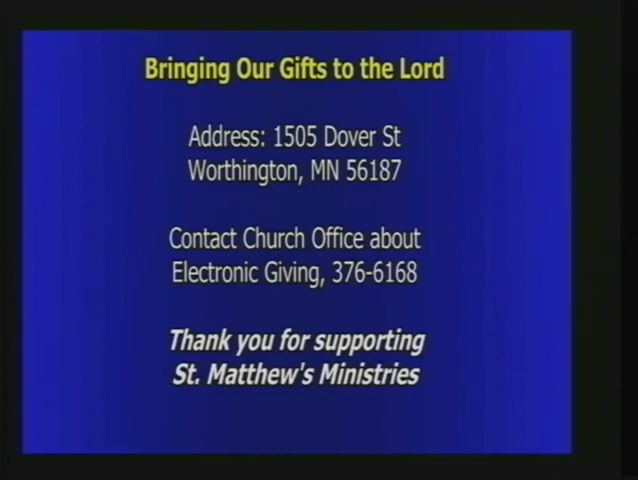 Bringing Our Gifts to the Lord
Address: 1505 Dover St
Worthington, MN 56187
Contact Church Office about
Electronic Giving, 376-6168
Thank you for supporting
St. Matthew's Ministries